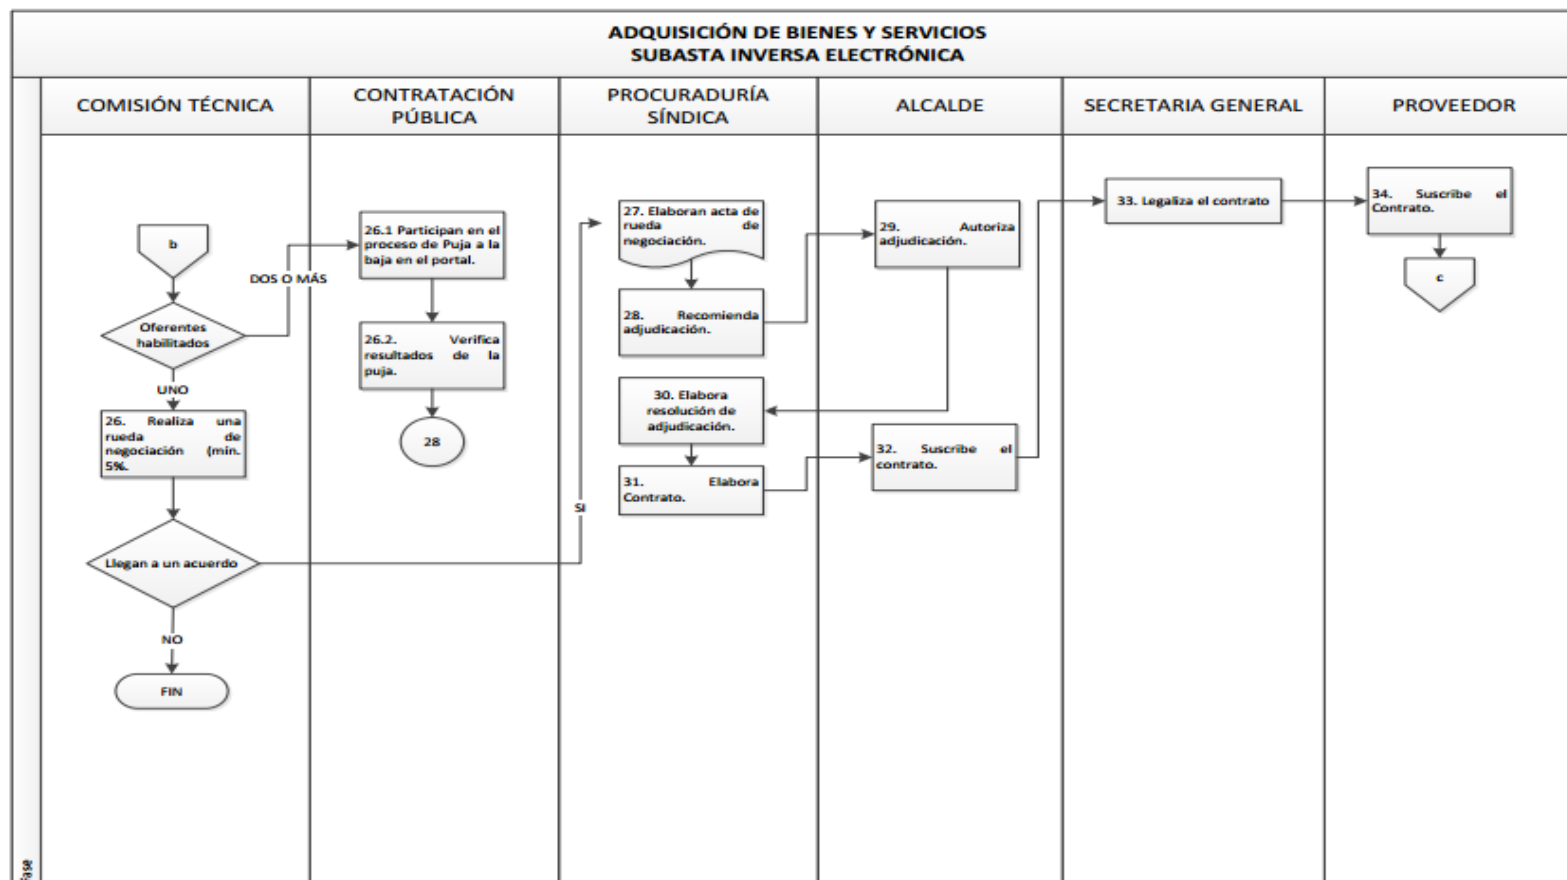 ADQUISICIÓN DE BIENES Y SERVICIOS
SUBASTA INVERSA ELECTRÓNICA
COMISIÓN TÉCNICA
CONTRATACIÓN
PÚBLICA
PROCURADURÍA
SÍNDICA
ALCALDE
SECRETARIA GENERAL
PROVEEDOR
b
Oferentes
habilitados
DOS O MÁS
UNO
26. Realiza una
rueda de
negociación (min.
5%.
Llegan a un acuerdo
SI
NO
FIN
26.1 Participan en el
proceso de Puja a la
baja en el portal.
26.2. Verifica
resultados de la
puja.
28
27. Elaboran acta de
rueda de
negociación.
28. Recomienda
adjudicación.
30. Elabora
resolución de
adjudicación.
31. Elabora
Contrato.
29. Autoriza
adjudicación.
32. Suscribe el
contrato.
33. Legaliza el contrato
34. Suscribe el
Contrato.
c
Fase